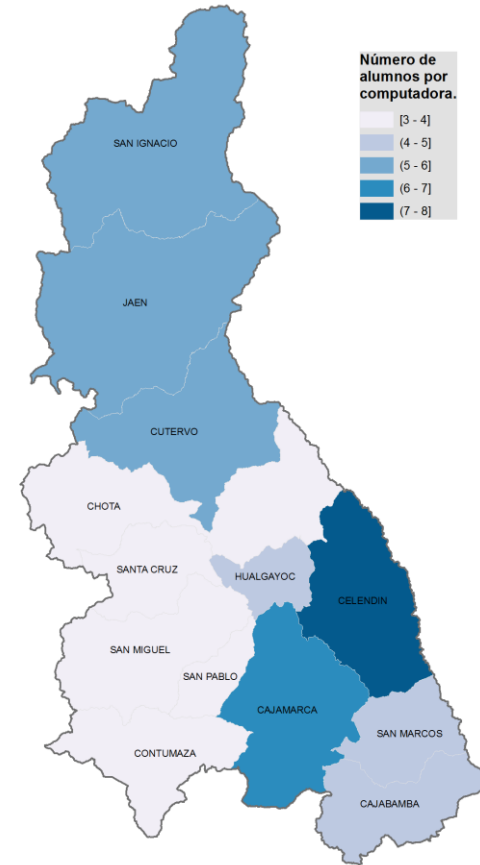 Número de
alumnos por
computadora.
[3 - 4]
(4 - 5]
(5 - 6]
(6 - 7]
(7 - 8]
SAN IGNACIO
JAEN
CUTERVO
CHOTA
SANTA CRUZ
HUALGAYOC
CELENDIN
SAN MIGUEL
SAN PABLO
CAJAMARCA
SAN MARCOS
CONTUMAZA
CAJABAMBA